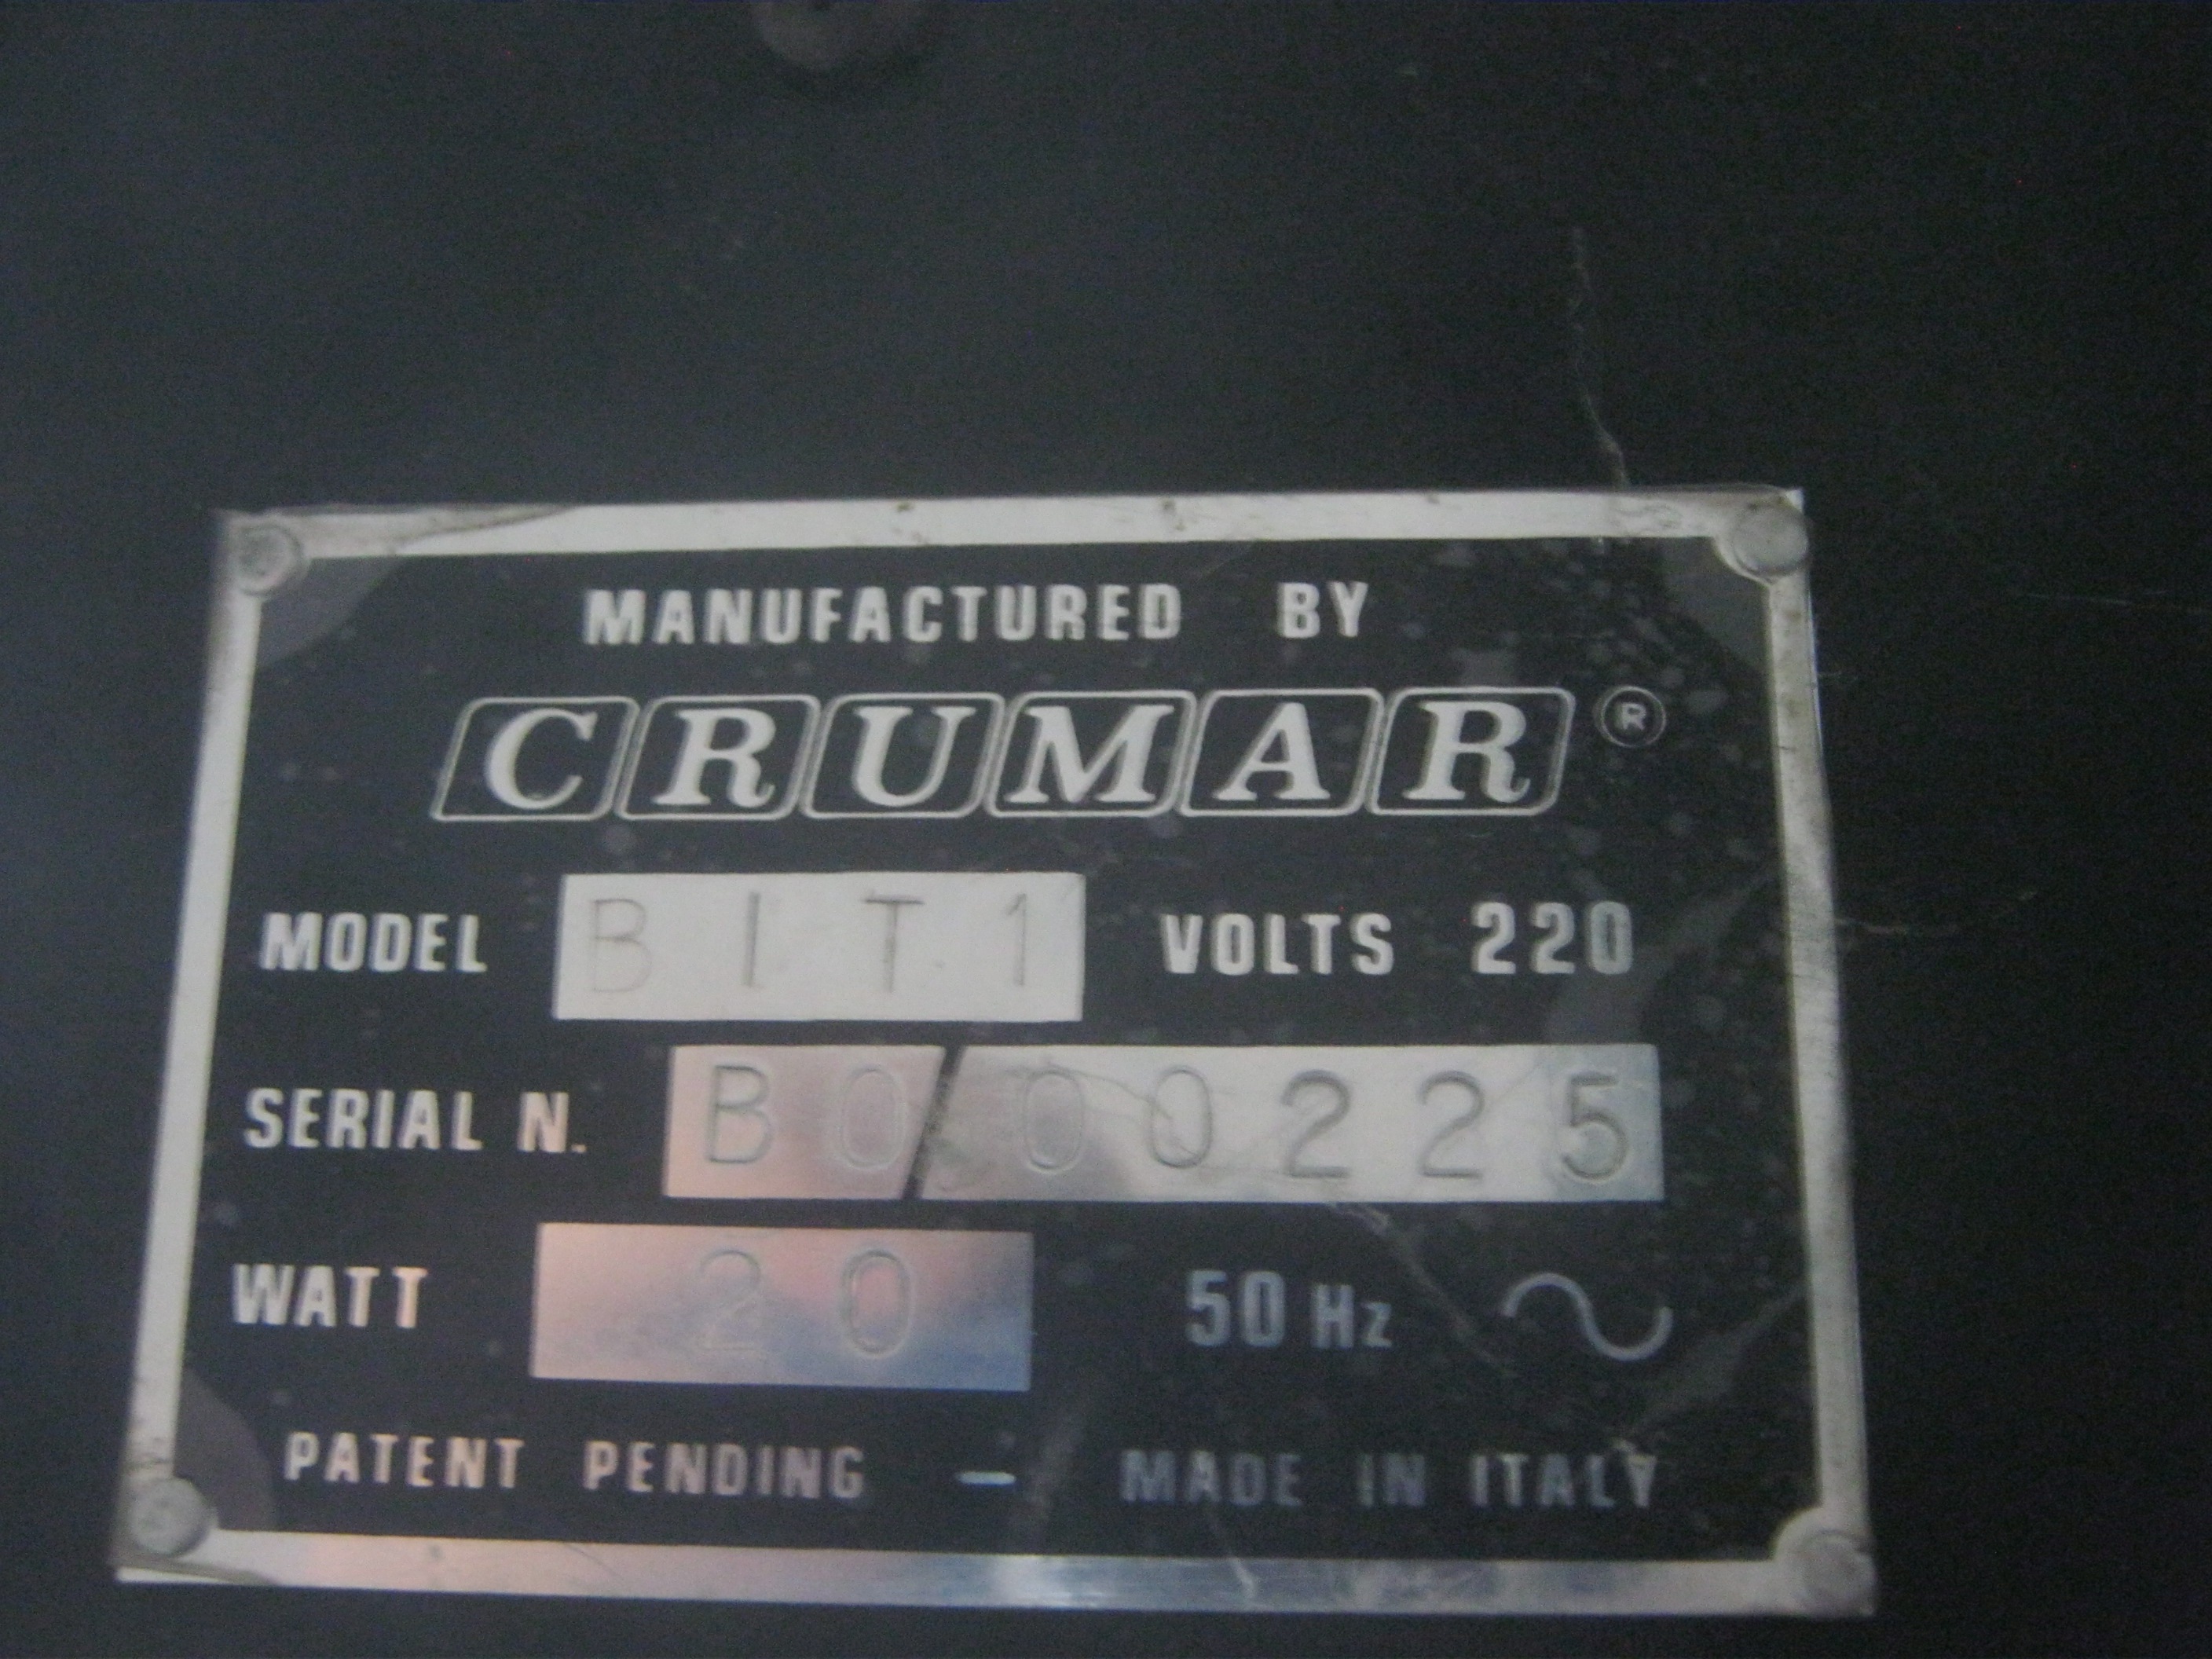 MANUFACTURED BY
CRUMAR ®
MODEL BIT1 VOLTS 220
SERIAL N. B0/00225
WATT 20 50 Hz ~
PATENT PENDING – MADE IN ITALY